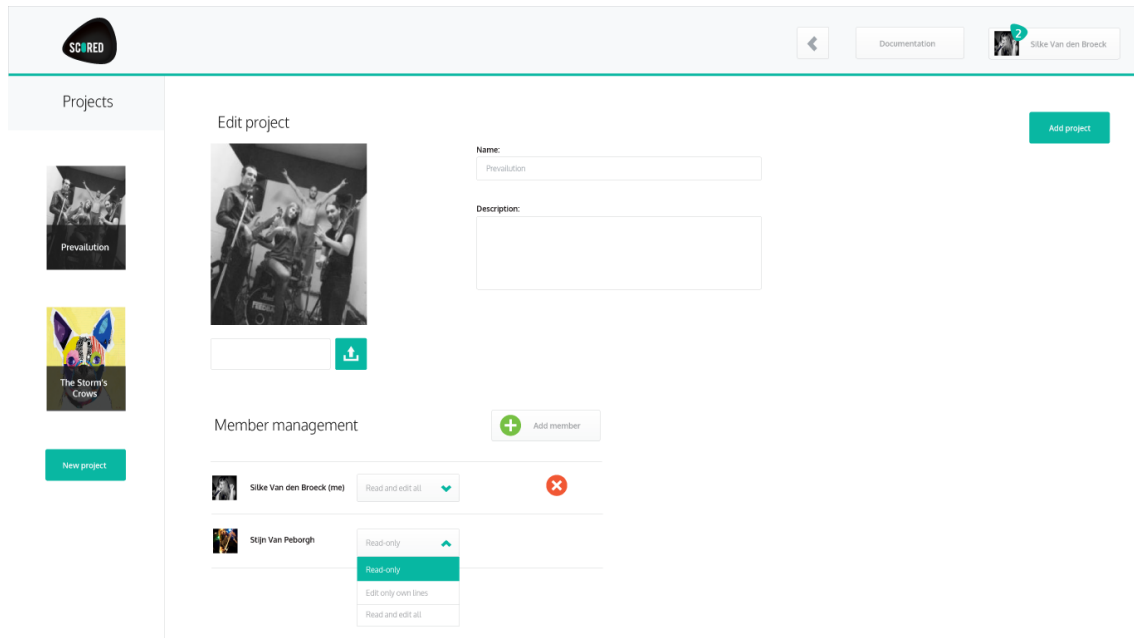 SCORED
2
Documentation
Silke Van den Broeck
Projects
Edit project
Add project
Name:
Prevailution
Description:
Prevailution
The Storm's
Crows
Member management
Add member
New project
Silke Van den Broeck (me)
Read and edit all
Stijn Van Peborgh
Read-only
Read-only
Edit only own lines
Read and edit all